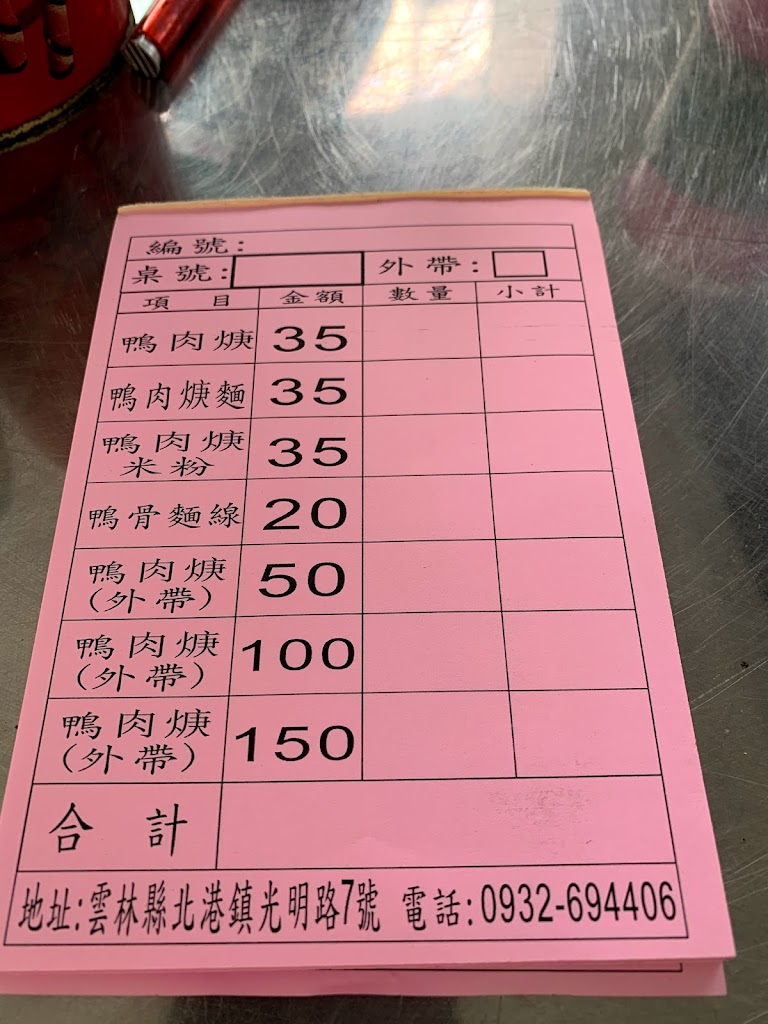 編號:
桌號: 外帶:
項目 金額 數量 小計
鴨肉焿 35
鴨肉焿麵 35
鴨肉焿
米粉 35
鴨骨麵線 20
鴨肉焿
(外帶) 50
鴨肉焿
(外帶) 100
鴨肉焿
(外帶) 150
合計
地址:雲林縣北港鎮光明路7號 電話:0932-694406